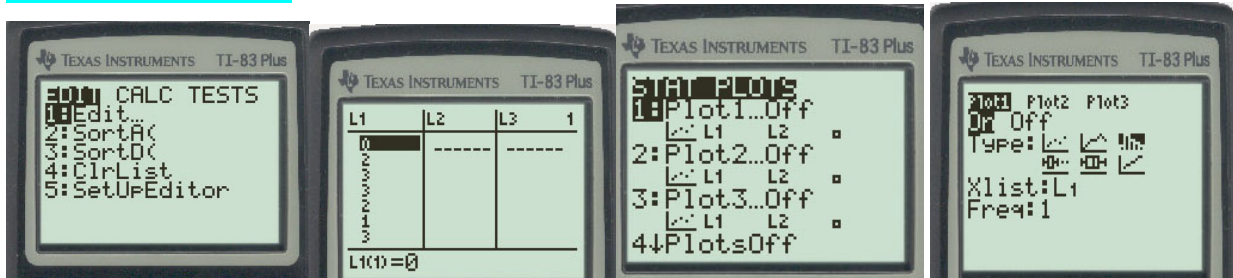 TEXAS INSTRUMENTS TI-83 Plus
EDIT CALC TESTS
1:Edit…
2:SortA(
3:SortD(
4:ClrList
5:SetUpEditor
TEXAS INSTRUMENTS TI-83 Plus
L1 L2 L3 1
0 ------ ------
2
3
3
3
2
1
3
L1(1)=0
TEXAS INSTRUMENTS TI-83 Plus
STAT PLOTS
1:Plot1…Off
L1 L2
2:Plot2…Off
L1 L2
3:Plot3…Off
L1 L2
4↓PlotsOff
TEXAS INSTRUMENTS TI-83 Plus
Plot1 Plot2 Plot3
On Off
Type:
Xlist:L1
Freq:1